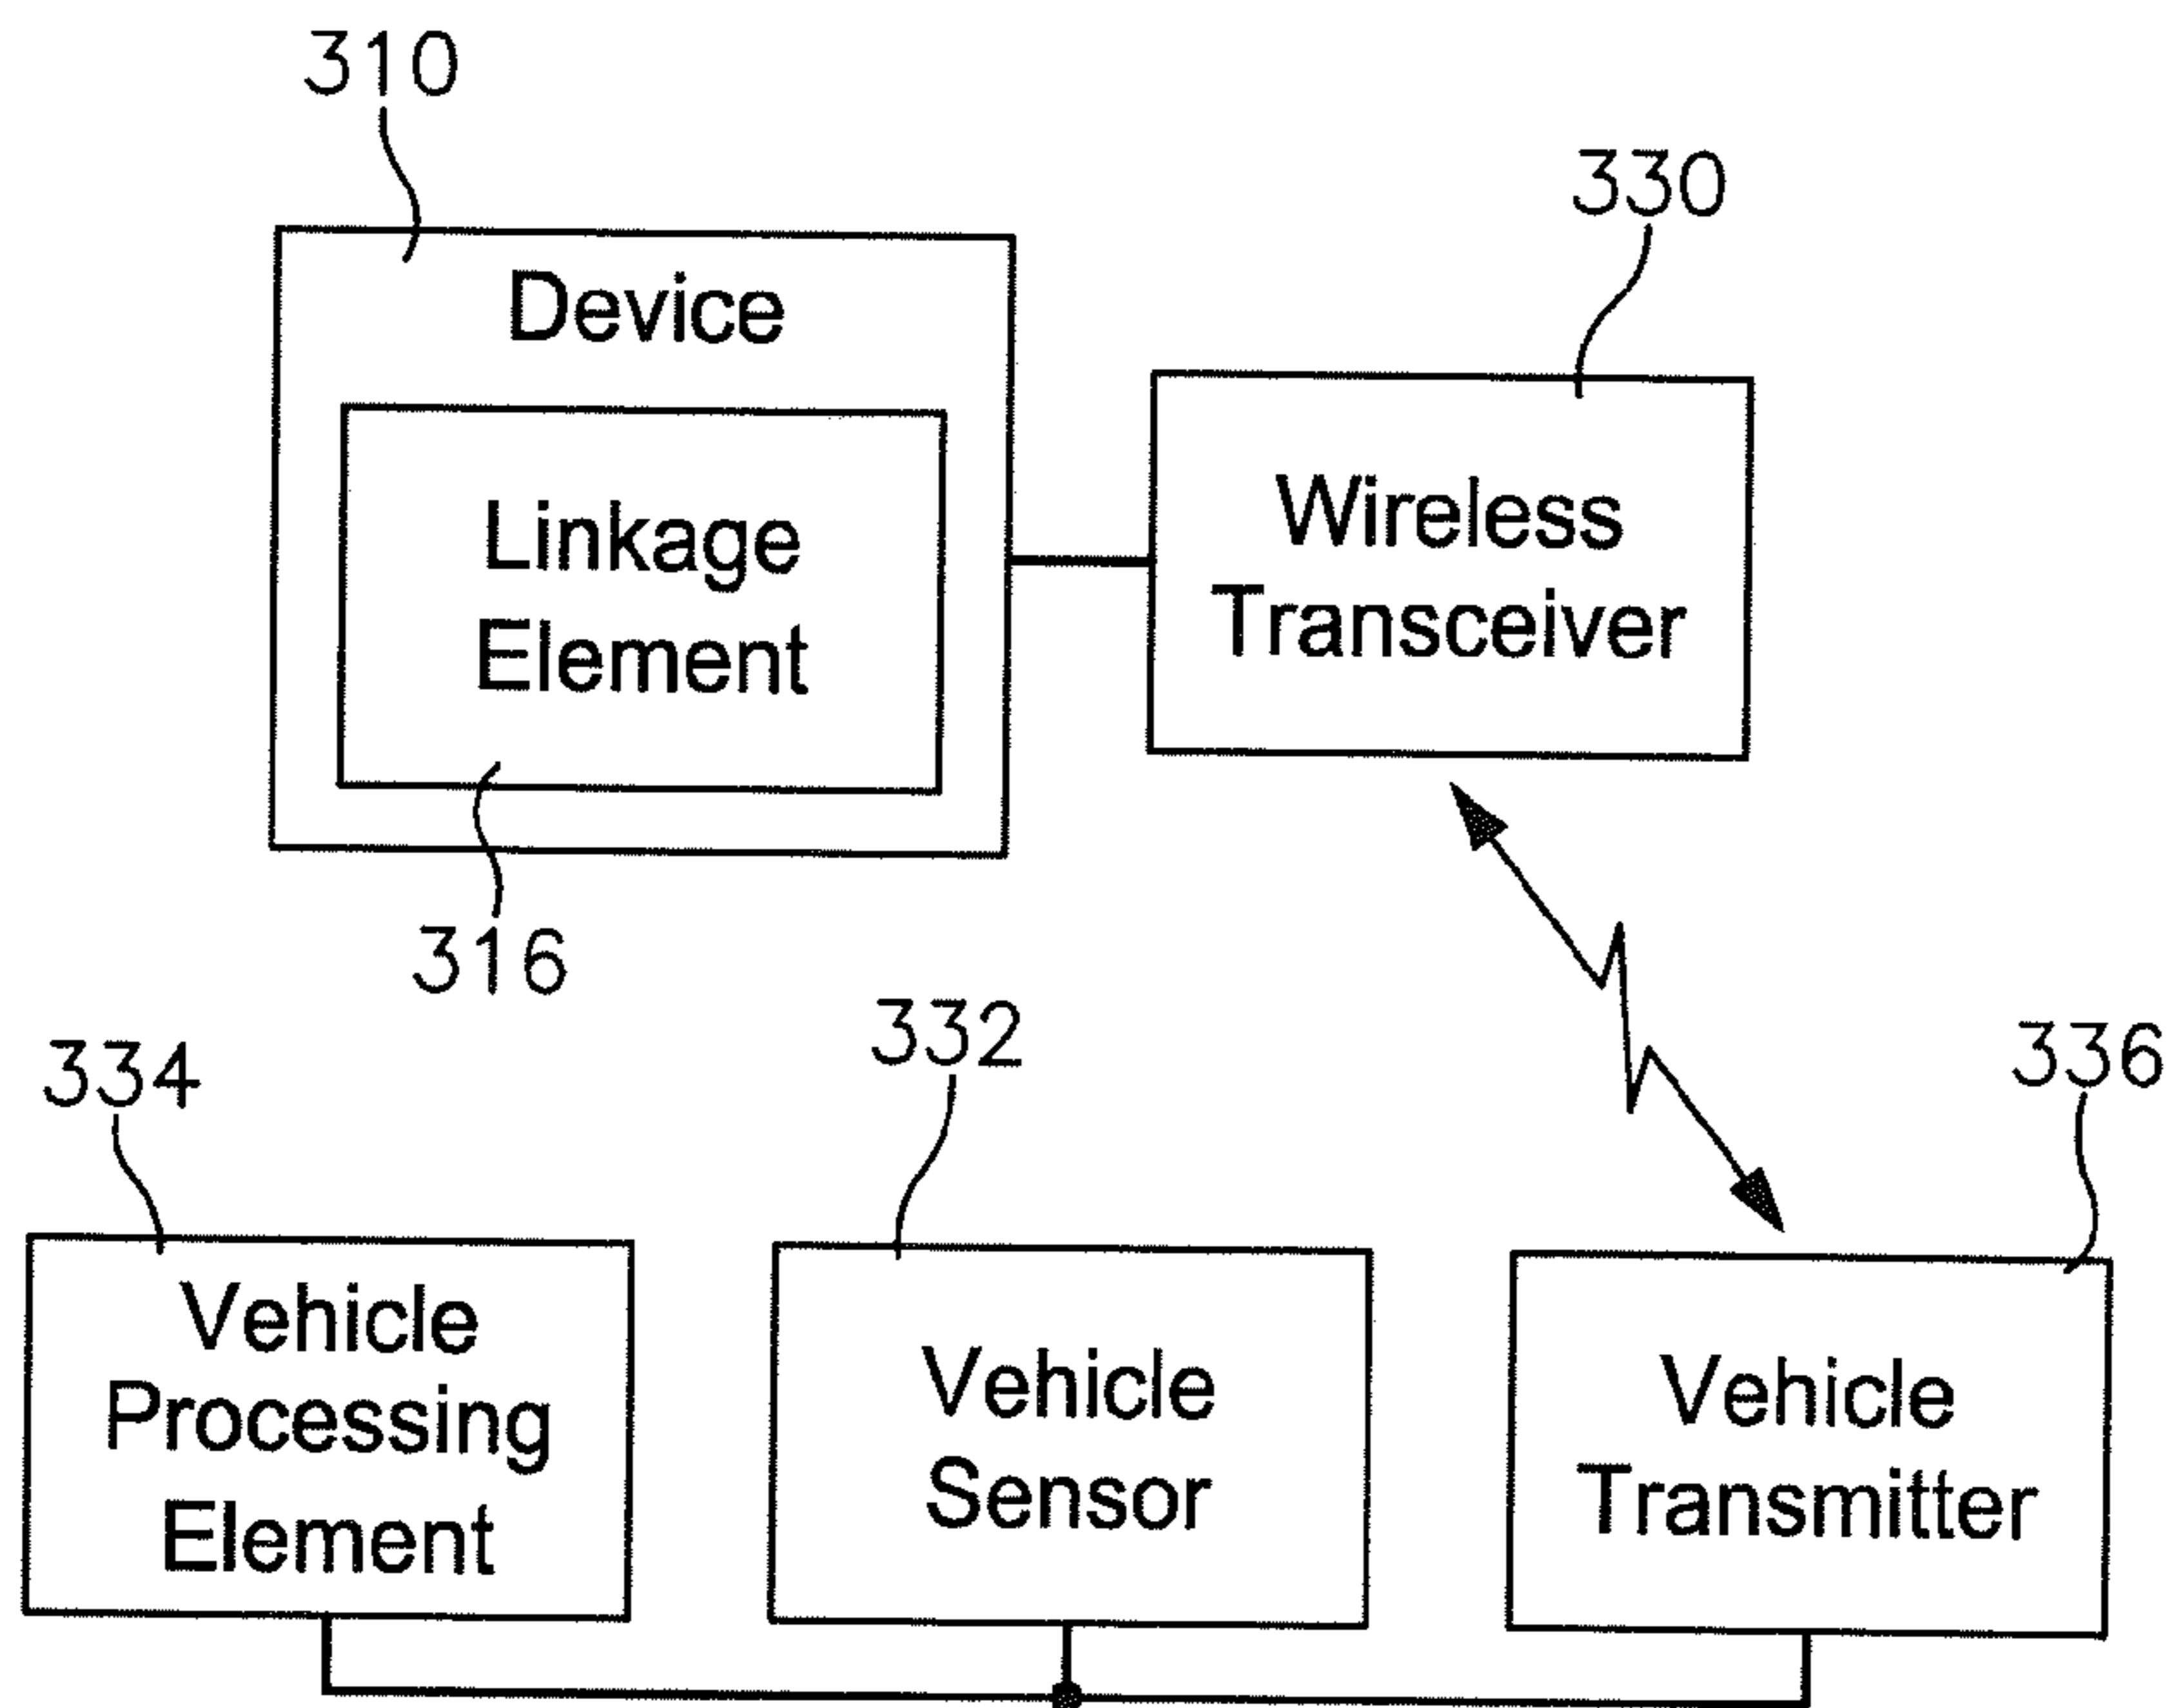 310
330
Device
Linkage
Element
Wireless
Transceiver
316
334
332
336
Vehicle
Processing
Element
Vehicle
Sensor
Vehicle
Transmitter